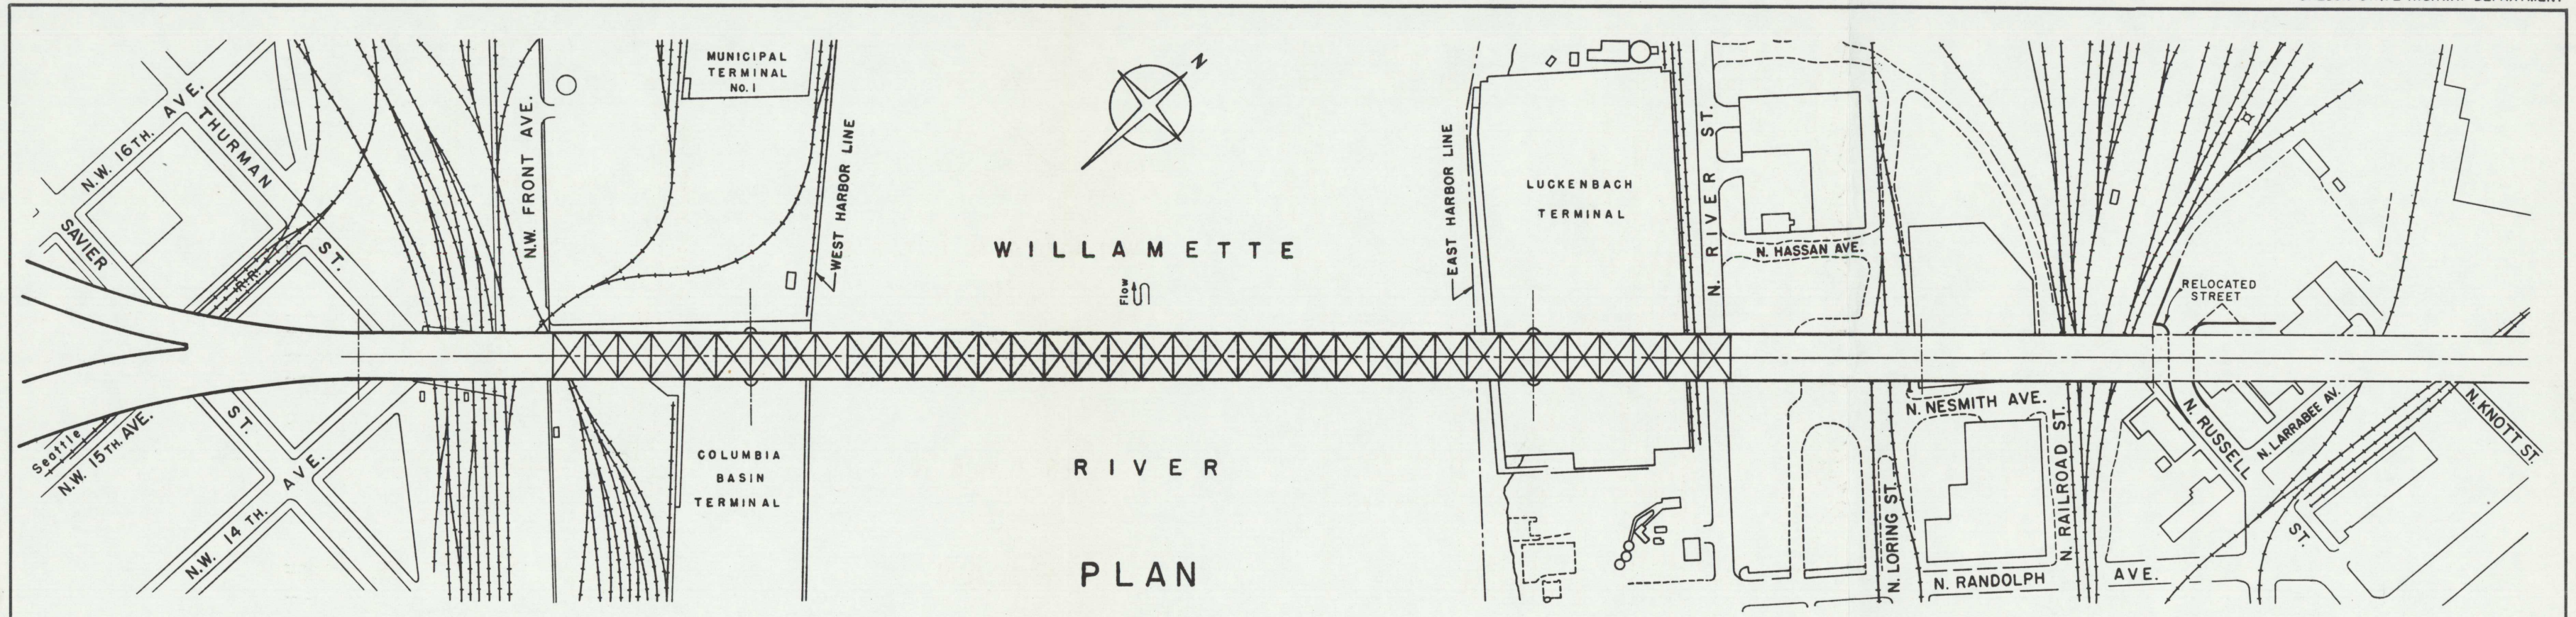 MUNICIPAL
TERMINAL
NO. 1
N.W. 16TH. AVE.
THURMAN
ST.
SAVIER
ST.
R.R.
N.W. FRONT AVE.
WEST HARBOR LINE
N
WILLAMETTE
Flow
RIVER
PLAN
EAST HARBOR LINE
LUCKENBACH
TERMINAL
N. RIVER ST.
N. HASSAN AVE.
RELOCATED
STREET
Seattle
N.W. 15TH. AVE.
N.W. 14 TH.
AVE.
COLUMBIA
BASIN
TERMINAL
N. NESMITH AVE.
N. LORING ST.
N. RAILROAD ST.
N. RANDOLPH
AVE.
N. RUSSELL
ST.
N. LARRABEE AV.
N. KNOTT ST.